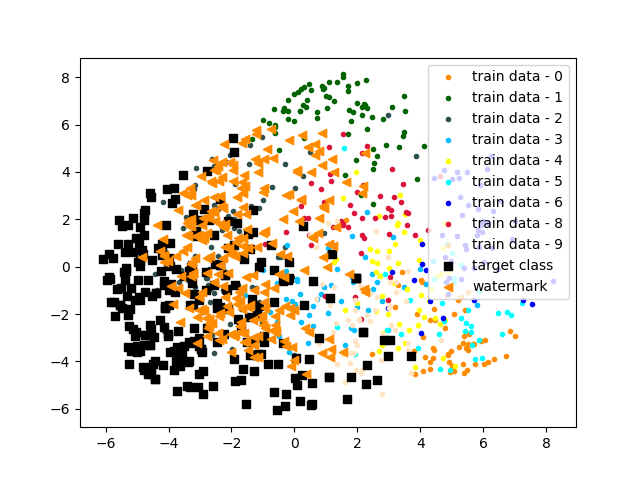 8
6
4
2
0
−2
−4
−6
−6
−4
−2
0
2
4
6
8
train data - 0
train data - 1
train data - 2
train data - 3
train data - 4
train data - 5
train data - 6
train data - 8
train data - 9
target class
watermark